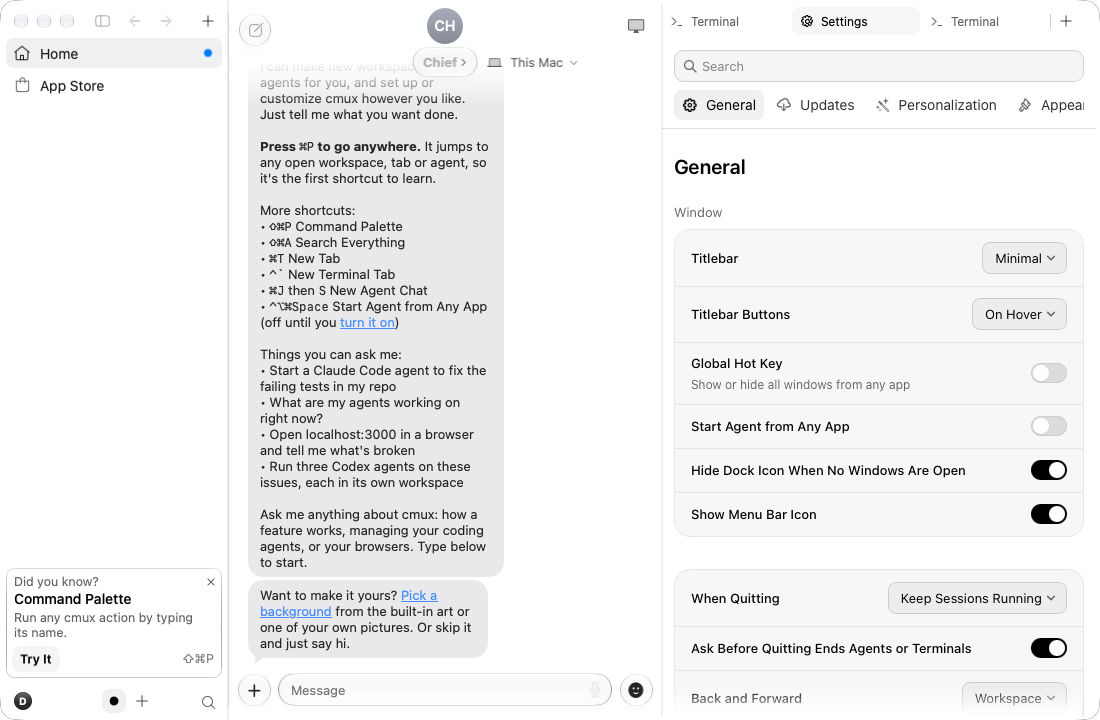 Home
App Store
Did you know?
Command Palette
Run any cmux action by typing
its name.
Try It
⇧⌘P
D
CH
Chief
This Mac
I can make new workspaces
agents for you, and set up or
customize cmux however you like.
Just tell me what you want done.
Press ⌘P to go anywhere. It jumps to
any open workspace, tab or agent, so
it's the first shortcut to learn.
More shortcuts:
• ⇧⌘P Command Palette
• ⇧⌘A Search Everything
• ⌘T New Tab
• ^` New Terminal Tab
• ⌘J then S New Agent Chat
• ^⌥⌘Space Start Agent from Any App
(off until you turn it on)
Things you can ask me:
• Start a Claude Code agent to fix the
failing tests in my repo
• What are my agents working on
right now?
• Open localhost:3000 in a browser
and tell me what's broken
• Run three Codex agents on these
issues, each in its own workspace
Ask me anything about cmux: how a
feature works, managing your coding
agents, or your browsers. Type below
to start.
Want to make it yours? Pick a
background from the built-in art or
one of your own pictures. Or skip it
and just say hi.
Message
Terminal
Settings
Terminal
Search
General
Updates
Personalization
Appear
General
Window
Titlebar
Minimal
Titlebar Buttons
On Hover
Global Hot Key
Show or hide all windows from any app
Start Agent from Any App
Hide Dock Icon When No Windows Are Open
Show Menu Bar Icon
When Quitting
Keep Sessions Running
Ask Before Quitting Ends Agents or Terminals
Back and Forward
Workspace